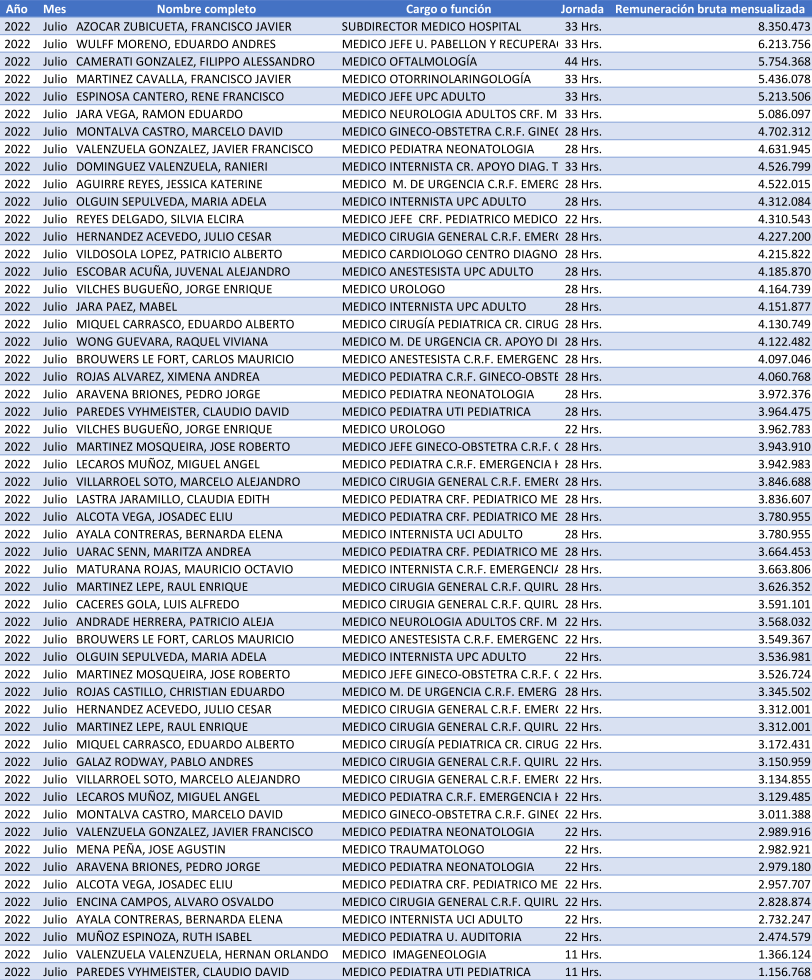 Año Mes Nombre completo Cargo o función Jornada Remuneración bruta mensualizada
2022 Julio AZOCAR ZUBICUETA, FRANCISCO JAVIER SUBDIRECTOR MEDICO HOSPITAL 33 Hrs. 8.350.473
2022 Julio WULFF MORENO, EDUARDO ANDRES MEDICO JEFE U. PABELLON Y RECUPERA 33 Hrs. 6.213.756
2022 Julio CAMERATI GONZALEZ, FILIPPO ALESSANDRO MEDICO OFTALMOLOGÍA 44 Hrs. 5.754.368
2022 Julio MARTINEZ CAVALLA, FRANCISCO JAVIER MEDICO OTORRINOLARINGOLOGÍA 33 Hrs. 5.436.078
2022 Julio ESPINOSA CANTERO, RENE FRANCISCO MEDICO JEFE UPC ADULTO 33 Hrs. 5.213.506
2022 Julio JARA VEGA, RAMON EDUARDO MEDICO NEUROLOGIA ADULTOS CRF. M 33 Hrs. 5.086.097
2022 Julio MONTALVA CASTRO, MARCELO DAVID MEDICO GINECO-OBSTETRA C.R.F. GINEC 28 Hrs. 4.702.312
2022 Julio VALENZUELA GONZALEZ, JAVIER FRANCISCO MEDICO PEDIATRA NEONATOLOGIA 28 Hrs. 4.631.945
2022 Julio DOMINGUEZ VALENZUELA, RANIERI MEDICO INTERNISTA CR. APOYO DIAG. T 33 Hrs. 4.526.799
2022 Julio AGUIRRE REYES, JESSICA KATERINE MEDICO  M. DE URGENCIA C.R.F. EMERG 28 Hrs. 4.522.015
2022 Julio OLGUIN SEPULVEDA, MARIA ADELA MEDICO INTERNISTA UPC ADULTO 28 Hrs. 4.312.084
2022 Julio REYES DELGADO, SILVIA ELCIRA MEDICO JEFE  CRF. PEDIATRICO MEDICO 22 Hrs. 4.310.543
2022 Julio HERNANDEZ ACEVEDO, JULIO CESAR MEDICO CIRUGIA GENERAL C.R.F. EMERG 28 Hrs. 4.227.200
2022 Julio VILDOSOLA LOPEZ, PATRICIO ALBERTO MEDICO CARDIOLOGO CENTRO DIAGNO 28 Hrs. 4.215.822
2022 Julio ESCOBAR ACUÑA, JUVENAL ALEJANDRO MEDICO ANESTESISTA UPC ADULTO 28 Hrs. 4.185.870
2022 Julio VILCHES BUGUEÑO, JORGE ENRIQUE MEDICO UROLOGO 28 Hrs. 4.164.739
2022 Julio JARA PAEZ, MABEL MEDICO INTERNISTA UPC ADULTO 28 Hrs. 4.151.877
2022 Julio MIQUEL CARRASCO, EDUARDO ALBERTO MEDICO CIRUGÍA PEDIATRICA CR. CIRUG 28 Hrs. 4.130.749
2022 Julio WONG GUEVARA, RAQUEL VIVIANA MEDICO M. DE URGENCIA CR. APOYO DI 28 Hrs. 4.122.482
2022 Julio BROUWERS LE FORT, CARLOS MAURICIO MEDICO ANESTESISTA C.R.F. EMERGENC 28 Hrs. 4.097.046
2022 Julio ROJAS ALVAREZ, XIMENA ANDREA MEDICO PEDIATRA C.R.F. GINECO-OBSTE 28 Hrs. 4.060.768
2022 Julio ARAVENA BRIONES, PEDRO JORGE MEDICO PEDIATRA NEONATOLOGIA 28 Hrs. 3.972.376
2022 Julio PAREDES VYHMEISTER, CLAUDIO DAVID MEDICO PEDIATRA UTI PEDIATRICA 28 Hrs. 3.964.475
2022 Julio VILCHES BUGUEÑO, JORGE ENRIQUE MEDICO UROLOGO 22 Hrs. 3.962.783
2022 Julio MARTINEZ MOSQUEIRA, JOSE ROBERTO MEDICO JEFE GINECO-OBSTETRA C.R.F. G 28 Hrs. 3.943.910
2022 Julio LECAROS MUÑOZ, MIGUEL ANGEL MEDICO PEDIATRA C.R.F. EMERGENCIA H 28 Hrs. 3.942.983
2022 Julio VILLARROEL SOTO, MARCELO ALEJANDRO MEDICO CIRUGIA GENERAL C.R.F. EMERG 28 Hrs. 3.846.688
2022 Julio LASTRA JARAMILLO, CLAUDIA EDITH MEDICO PEDIATRA CRF. PEDIATRICO ME 28 Hrs. 3.836.607
2022 Julio ALCOTA VEGA, JOSADEC ELIU MEDICO PEDIATRA CRF. PEDIATRICO ME 28 Hrs. 3.780.955
2022 Julio AYALA CONTRERAS, BERNARDA ELENA MEDICO INTERNISTA UCI ADULTO 28 Hrs. 3.780.955
2022 Julio UARAC SENN, MARITZA ANDREA MEDICO PEDIATRA CRF. PEDIATRICO ME 28 Hrs. 3.664.453
2022 Julio MATURANA ROJAS, MAURICIO OCTAVIO MEDICO INTERNISTA C.R.F. EMERGENCIA 28 Hrs. 3.663.806
2022 Julio MARTINEZ LEPE, RAUL ENRIQUE MEDICO CIRUGIA GENERAL C.R.F. QUIRU 28 Hrs. 3.626.352
2022 Julio CACERES GOLA, LUIS ALFREDO MEDICO CIRUGIA GENERAL C.R.F. QUIRU 28 Hrs. 3.591.101
2022 Julio ANDRADE HERRERA, PATRICIO ALEJA MEDICO NEUROLOGIA ADULTOS CRF. M 22 Hrs. 3.568.032
2022 Julio BROUWERS LE FORT, CARLOS MAURICIO MEDICO ANESTESISTA C.R.F. EMERGENC 22 Hrs. 3.549.367
2022 Julio OLGUIN SEPULVEDA, MARIA ADELA MEDICO INTERNISTA UPC ADULTO 22 Hrs. 3.536.981
2022 Julio MARTINEZ MOSQUEIRA, JOSE ROBERTO MEDICO JEFE GINECO-OBSTETRA C.R.F. G 22 Hrs. 3.526.724
2022 Julio ROJAS CASTILLO, CHRISTIAN EDUARDO MEDICO M. DE URGENCIA C.R.F. EMERG 28 Hrs. 3.345.502
2022 Julio HERNANDEZ ACEVEDO, JULIO CESAR MEDICO CIRUGIA GENERAL C.R.F. EMERG 22 Hrs. 3.312.001
2022 Julio MARTINEZ LEPE, RAUL ENRIQUE MEDICO CIRUGIA GENERAL C.R.F. QUIRU 22 Hrs. 3.312.001
2022 Julio MIQUEL CARRASCO, EDUARDO ALBERTO MEDICO CIRUGÍA PEDIATRICA CR. CIRUG 22 Hrs. 3.172.431
2022 Julio GALAZ RODWAY, PABLO ANDRES MEDICO CIRUGIA GENERAL C.R.F. QUIRU 22 Hrs. 3.150.959
2022 Julio VILLARROEL SOTO, MARCELO ALEJANDRO MEDICO CIRUGIA GENERAL C.R.F. EMERG 22 Hrs. 3.134.855
2022 Julio LECAROS MUÑOZ, MIGUEL ANGEL MEDICO PEDIATRA C.R.F. EMERGENCIA H 22 Hrs. 3.129.485
2022 Julio MONTALVA CASTRO, MARCELO DAVID MEDICO GINECO-OBSTETRA C.R.F. GINEC 22 Hrs. 3.011.388
2022 Julio VALENZUELA GONZALEZ, JAVIER FRANCISCO MEDICO PEDIATRA NEONATOLOGIA 22 Hrs. 2.989.916
2022 Julio MENA PEÑA, JOSE AGUSTIN MEDICO TRAUMATOLOGO 22 Hrs. 2.982.921
2022 Julio ARAVENA BRIONES, PEDRO JORGE MEDICO PEDIATRA NEONATOLOGIA 22 Hrs. 2.979.180
2022 Julio ALCOTA VEGA, JOSADEC ELIU MEDICO PEDIATRA CRF. PEDIATRICO ME 22 Hrs. 2.957.707
2022 Julio ENCINA CAMPOS, ALVARO OSVALDO MEDICO CIRUGIA GENERAL C.R.F. QUIRU 22 Hrs. 2.828.874
2022 Julio AYALA CONTRERAS, BERNARDA ELENA MEDICO INTERNISTA UCI ADULTO 22 Hrs. 2.732.247
2022 Julio MUÑOZ ESPINOZA, RUTH ISABEL MEDICO PEDIATRA U. AUDITORIA 22 Hrs. 2.474.579
2022 Julio VALENZUELA VALENZUELA, HERNAN ORLANDO MEDICO  IMAGENEOLOGIA 11 Hrs. 1.366.124
2022 Julio PAREDES VYHMEISTER, CLAUDIO DAVID MEDICO PEDIATRA UTI PEDIATRICA 11 Hrs. 1.156.768